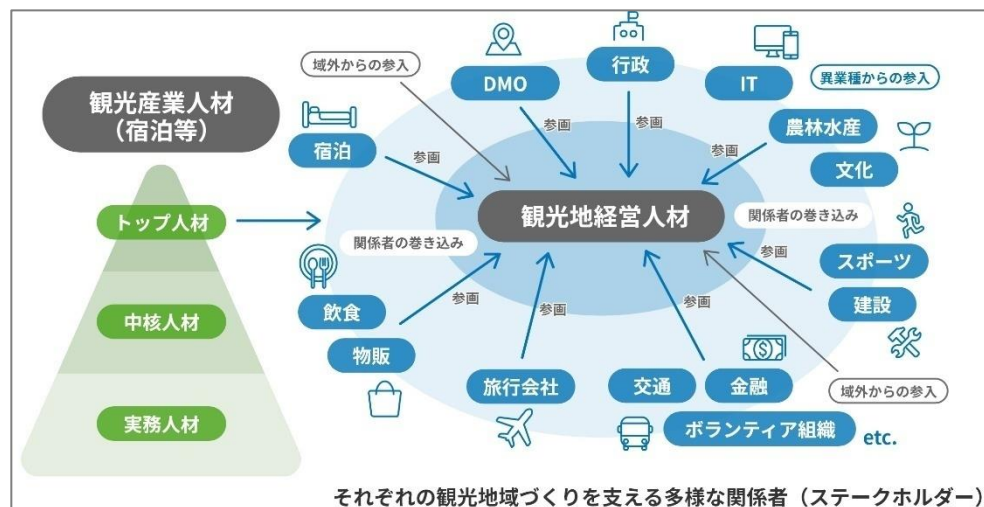 観光産業人材
（宿泊等）
トップ人材
中核人材
実務人材
域外からの参入
DMO
行政
IT
異業種からの参入
宿泊
参画
参画
参画
参画
農林水産
文化
観光地経営人材
関係者の巻き込み
関係者の巻き込み
飲食
物販
参画
参画
参画
参画
スポーツ
建設
旅行会社
交通
金融
域外からの参入
ボランティア組織
etc.
それぞれの観光地域づくりを支える多様な関係者（ステークホルダー）